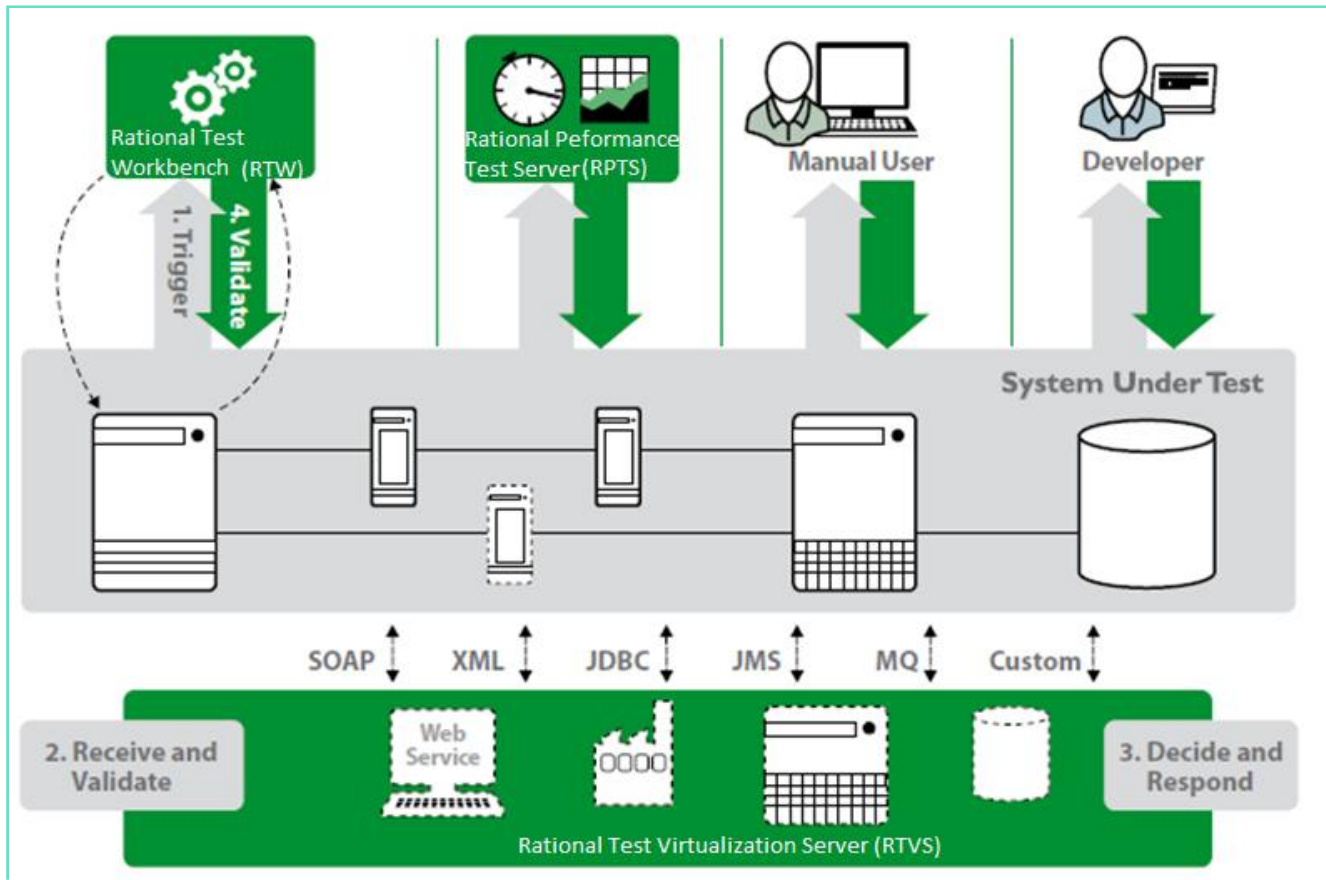 Rational Test
Workbench (RTW)
Rational Peformance
Test Server (RPTS)
Manual User
Developer
1. Trigger
4. Validate
System Under Test
SOAP
XML
JDBC
JMS
MQ
Custom
2. Receive and
Validate
Web
Service
3. Decide and
Respond
Rational Test Virtualization Server (RTVS)